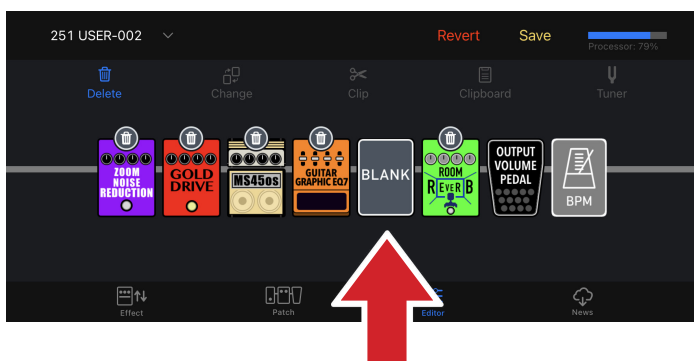 251 USER-002
Revert
Save
Processor: 79%
Delete
Change
Clip
Clipboard
Tuner
ZOOM
NOISE
REDUCTION
GOLD
DRIVE
MS45os
GUITAR
GRAPHIC EQ7
BLANK
ROOM
REVERB
OUTPUT
VOLUME
PEDAL
BPM
Effect
Patch
Editor
News